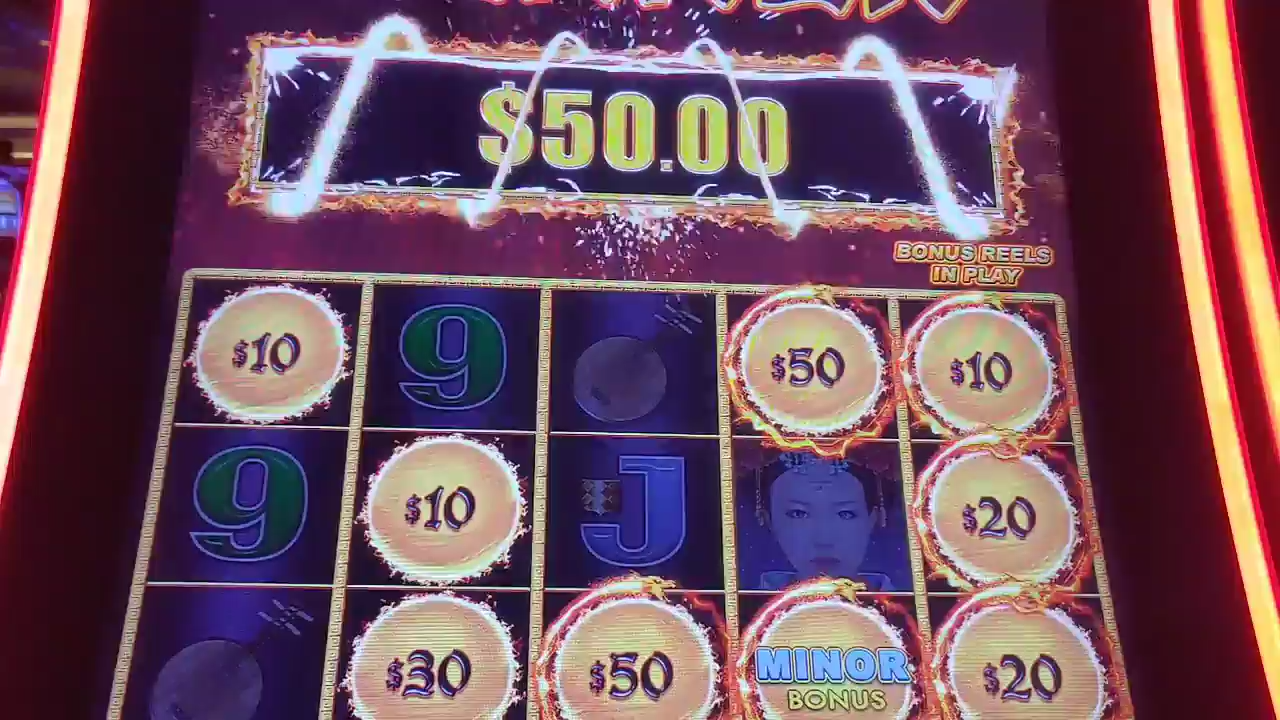 $50.00
BONUS REELS
IN PLAY
$10 9 $50 $10
9 $10 J $20
$30 $50 MINOR BONUS $20